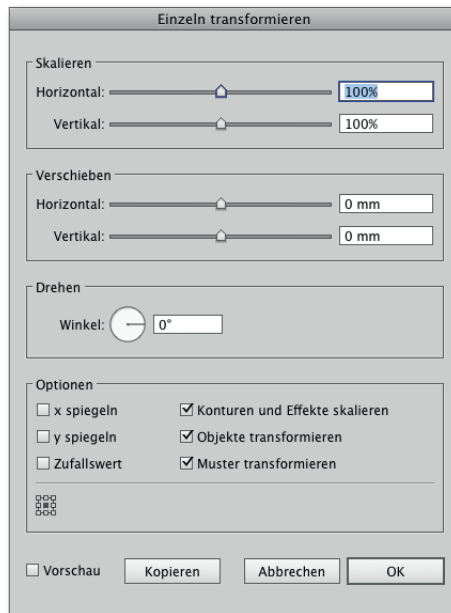 Einzeln transformieren
Skalieren
Horizontal: 100%
Vertikal: 100%
Verschieben
Horizontal: 0 mm
Vertikal: 0 mm
Drehen
Winkel: 0°
Optionen
x spiegeln Konturen und Effekte skalieren
y spiegeln Objekte transformieren
Zufallswert Muster transformieren
Vorschau Kopieren Abbrechen OK